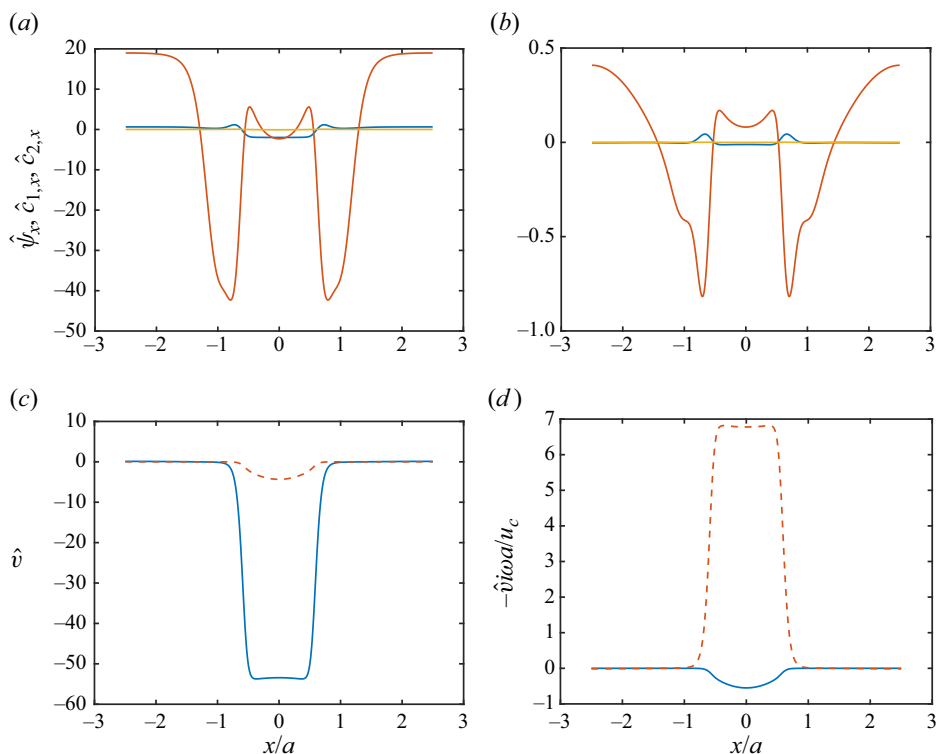 (a)
20
10
0
–10
–20
–30
–40
–50
ψ̂x, ĉ1,x, ĉ2,x
–3 –2 –1 0 1 2 3
(b)
0.5
0
–0.5
–1.0
–3 –2 –1 0 1 2 3
(c)
10
0
–10
–20
–30
–40
–50
–60
v̂
–3 –2 –1 0 1 2 3
x/a
(d)
7
6
5
4
3
2
1
0
–1
–v̂iωa/uc
–3 –2 –1 0 1 2 3
x/a